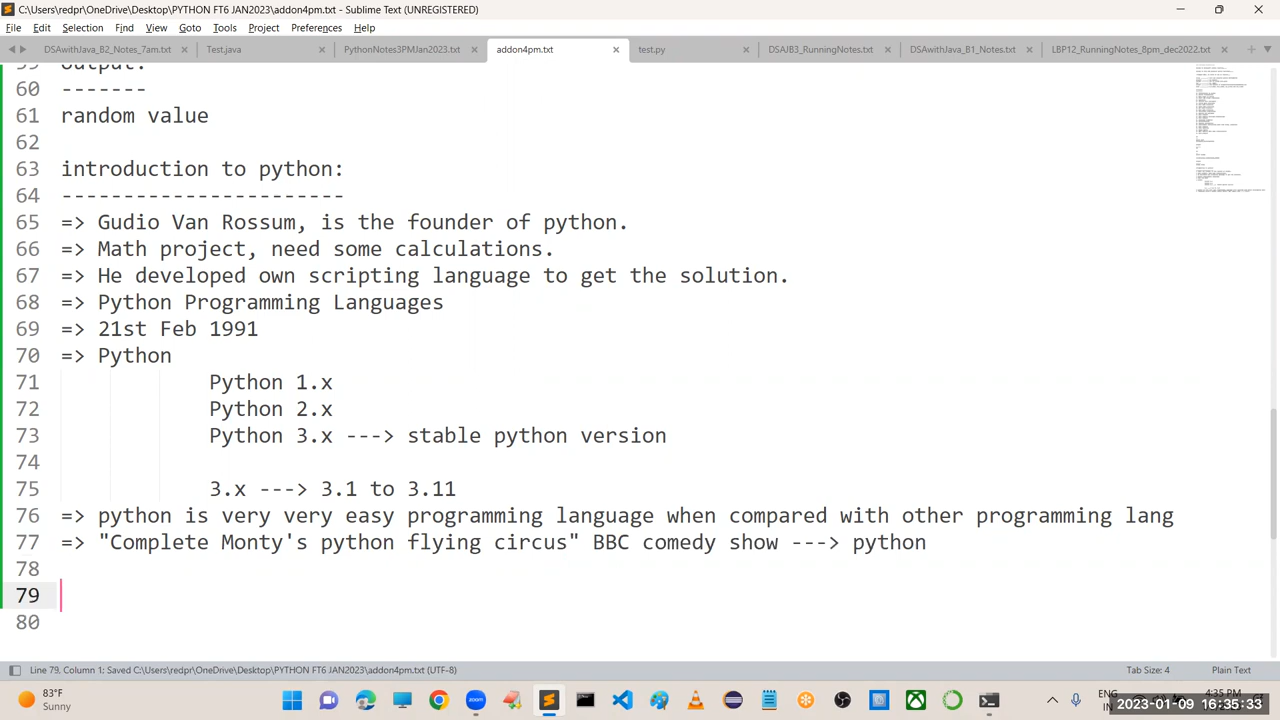 C:\Users\redpr\OneDrive\Desktop\PYTHON FT6 JAN2023\addon4pm.txt - Sublime Text (UNREGISTERED)
File Edit Selection Find View Goto Tools Project Preferences Help
DSAwithJava_B2_Notes_7am.txt Test.java PythonNotes3PMJan2023.txt addon4pm.txt test.py DSAJB3_RunningNotes.txt DSAwithJava_B1_Notes.txt LBP12_RunningNotes_8pm_dec2022.txt
59 output:
60 -------
61 random value
62
63 introduction to python:
64 -----------------------
65 => Gudio Van Rossum, is the founder of python.
66 => Math project, need some calculations.
67 => He developed own scripting language to get the solution.
68 => Python Programming Languages
69 => 21st Feb 1991
70 => Python
71 Python 1.x
72 Python 2.x
73 Python 3.x ---> stable python version
74
75 3.x ---> 3.1 to 3.11
76 => python is very very easy programming language when compared with other programming lang
77 => "Complete Monty's python flying circus" BBC comedy show ---> python
78
79
80
Line 79, Column 1: Saved C:\Users\redpr\OneDrive\Desktop\PYTHON FT6 JAN2023\addon4pm.txt (UTF-8) Tab Size: 4 Plain Text
83°F
Sunny
ENG
IN
4:35 PM
2023-01-09 16:35:33